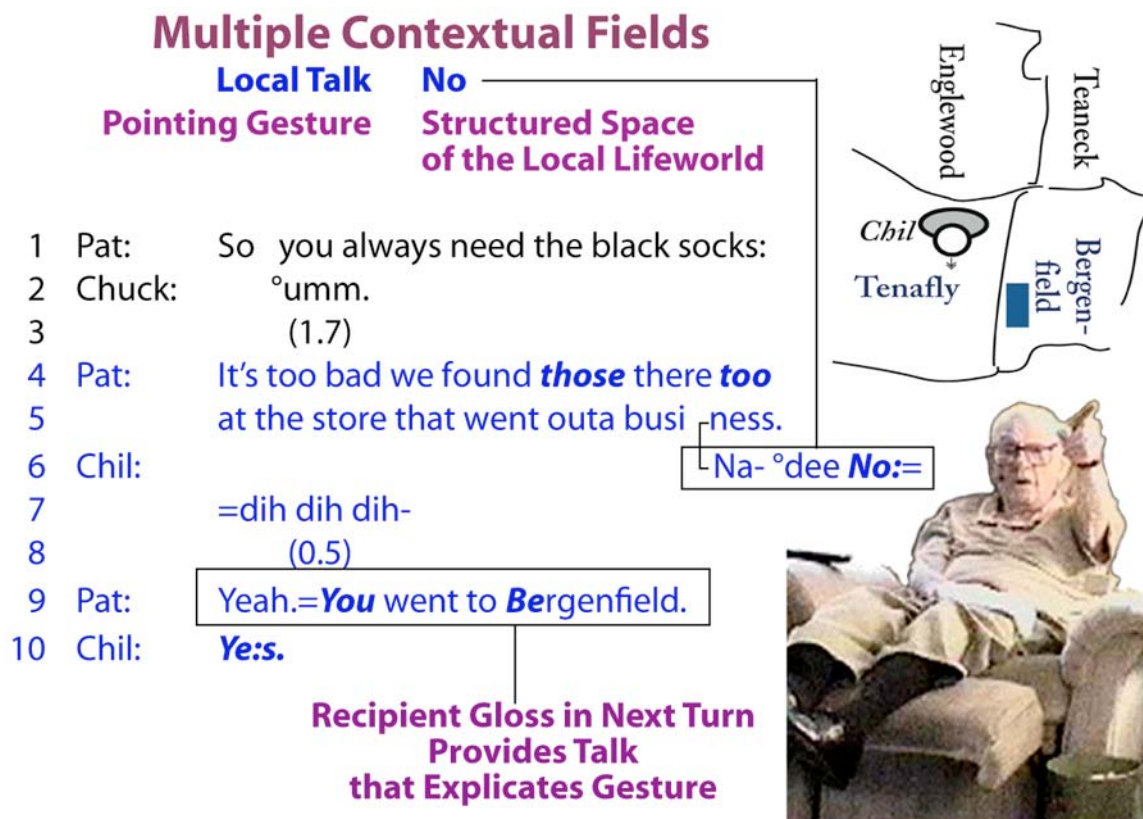 Multiple Contextual Fields
Local Talk No
Pointing Gesture Structured Space
of the Local Lifeworld
Englewood
Teaneck
Chil
Tenafly
Bergen-
field
1 Pat: So you always need the black socks:
2 Chuck: °umm.
3 (1.7)
4 Pat: It's too bad we found those there too
5 at the store that went outa busi ness.
6 Chil: Na- °dee No:=
7 =dih dih dih-
8 (0.5)
9 Pat: Yeah.=You went to Bergenfield.
10 Chil: Ye:s.
Recipient Gloss in Next Turn
Provides Talk
that Explicates Gesture